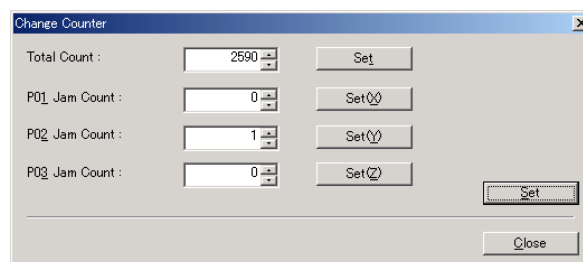 Change Counter
Total Count : 2590 Set
P01 Jam Count : 0 Set(X)
P02 Jam Count : 1 Set(Y)
P03 Jam Count : 0 Set(Z)
Set
Close